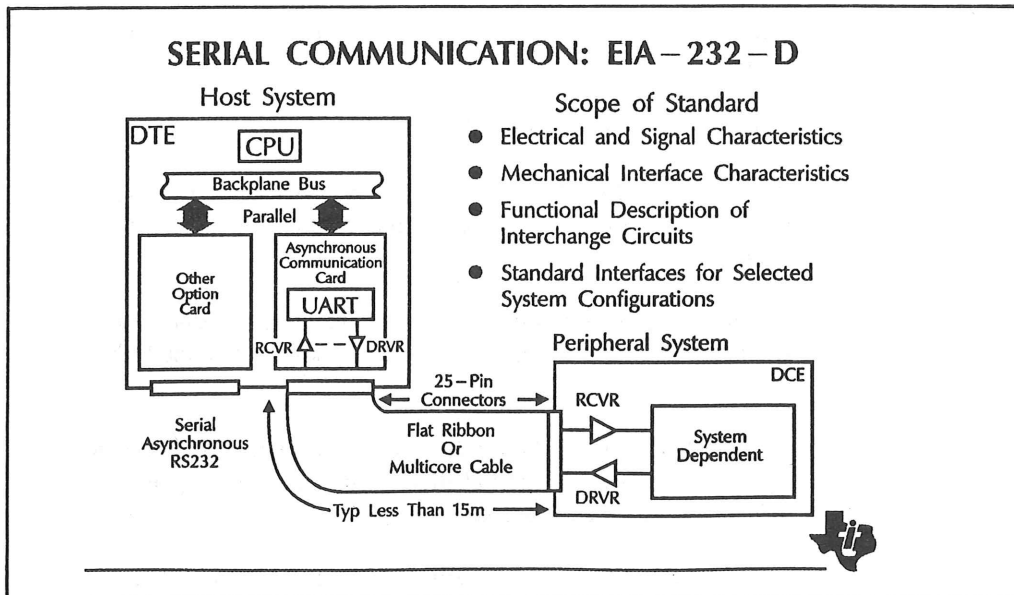 SERIAL COMMUNICATION: EIA–232–D
Host System
DTE
CPU
Backplane Bus
Parallel
Other
Option
Card
Asynchronous
Communication
Card
UART
RCVR
DRVR
Serial
Asynchronous
RS232
Scope of Standard
● Electrical and Signal Characteristics
● Mechanical Interface Characteristics
● Functional Description of
Interchange Circuits
● Standard Interfaces for Selected
System Configurations
Peripheral System
DCE
25–Pin
Connectors
Flat Ribbon
Or
Multicore Cable
Typ Less Than 15m
RCVR
DRVR
System
Dependent
ti